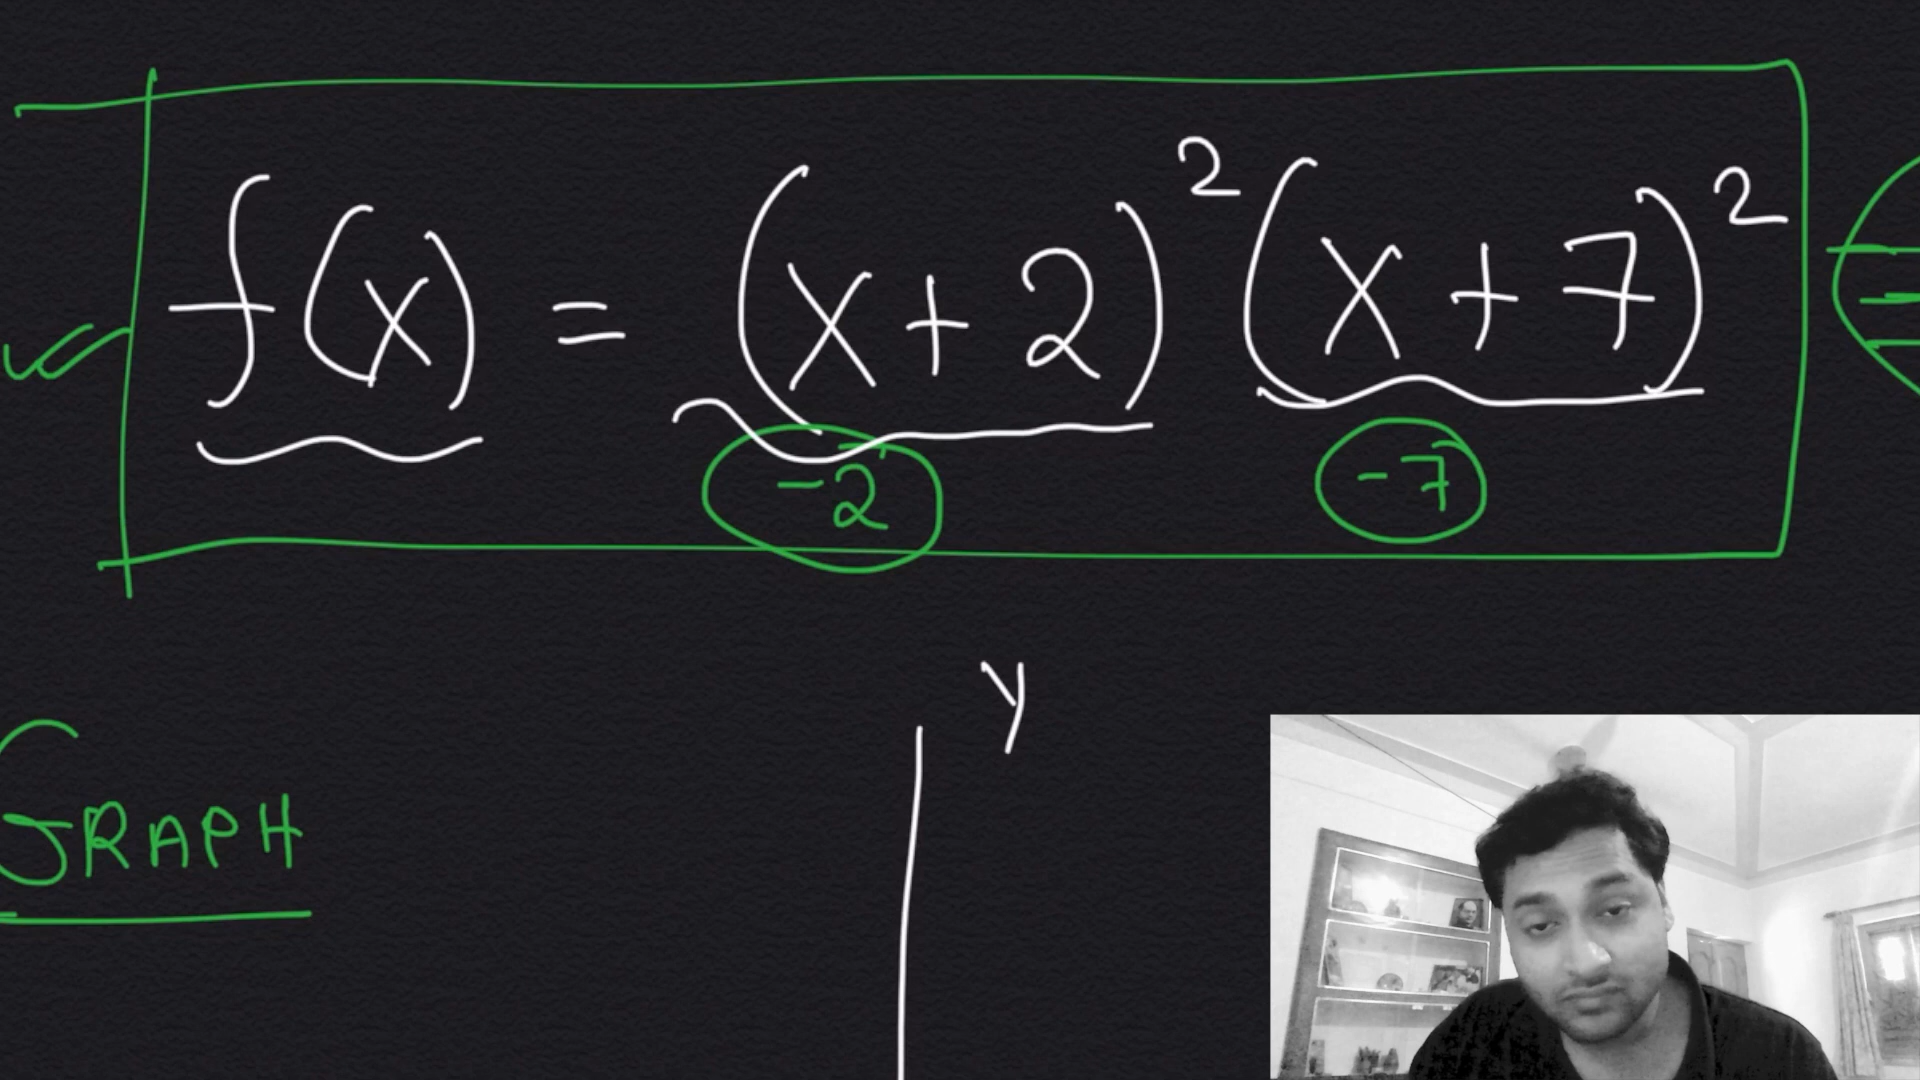 f(x) = (x+2)² (x+7)²
-2 -7
y
GRAPH